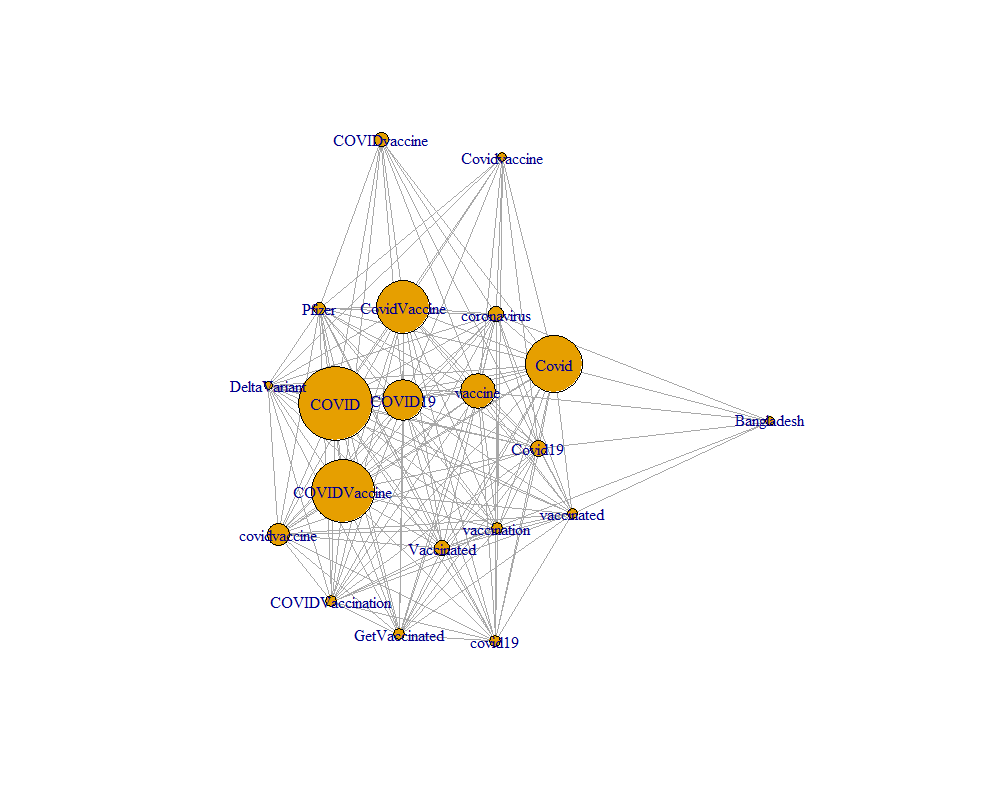 COVIDvaccine
Covidvaccine
Pfizer
CovidVaccine
coronavirus
Covid
DeltaVariant
COVID
COVID19
vaccine
Bangladesh
Covid19
COVIDVaccine
vaccinated
vaccination
covidvaccine
Vaccinated
COVIDVaccination
GetVaccinated
covid19